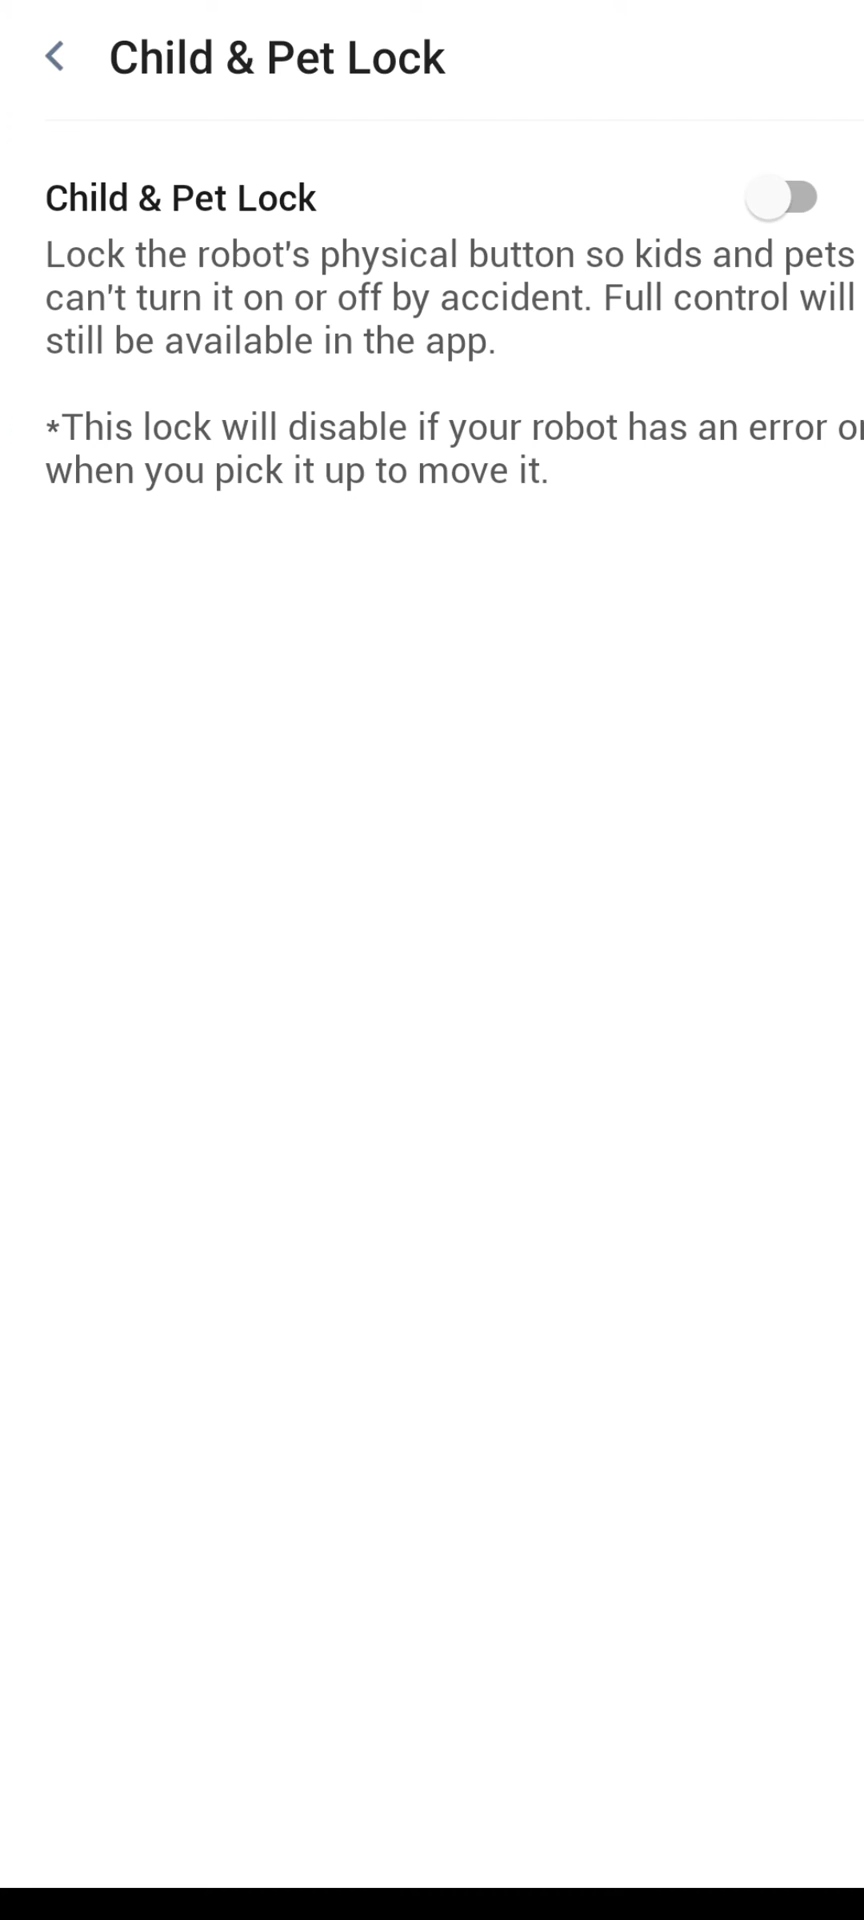 Child & Pet Lock
Child & Pet Lock
Lock the robot's physical button so kids and pets
can't turn it on or off by accident. Full control will
still be available in the app.
*This lock will disable if your robot has an error or
when you pick it up to move it.